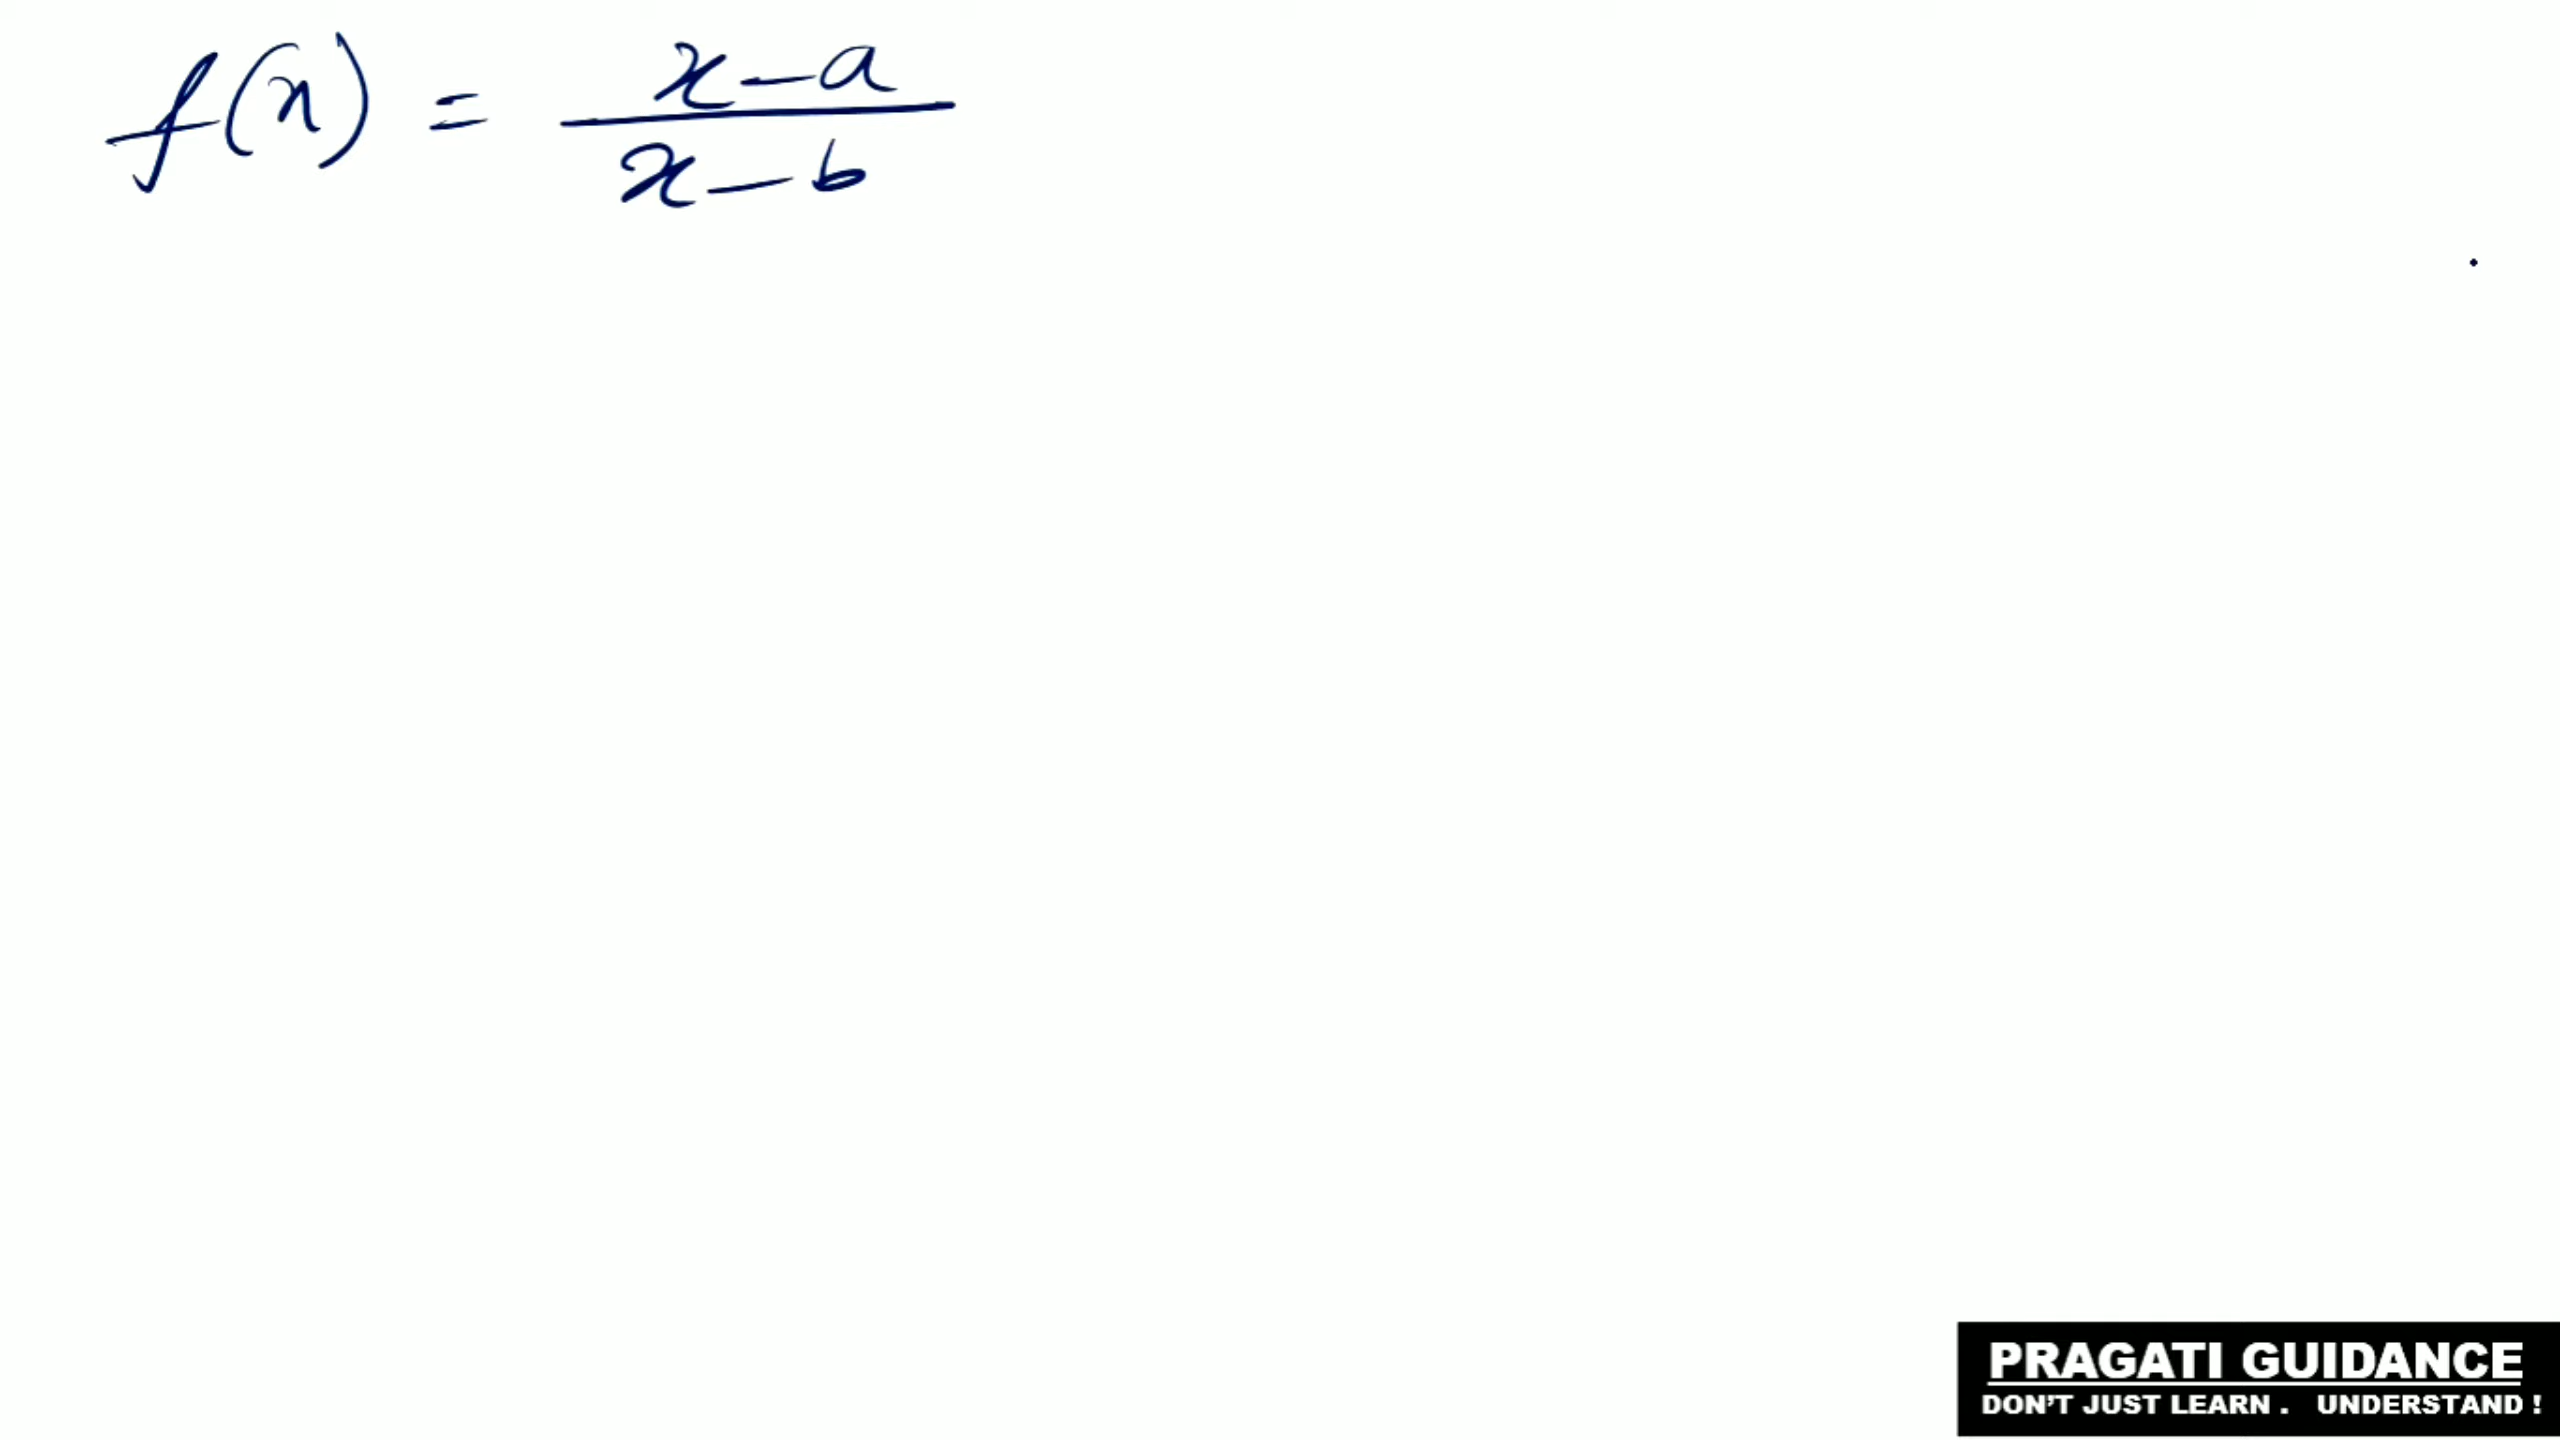 f(x) = x-a
x-b
PRAGATI GUIDANCE
DON'T JUST LEARN . UNDERSTAND !